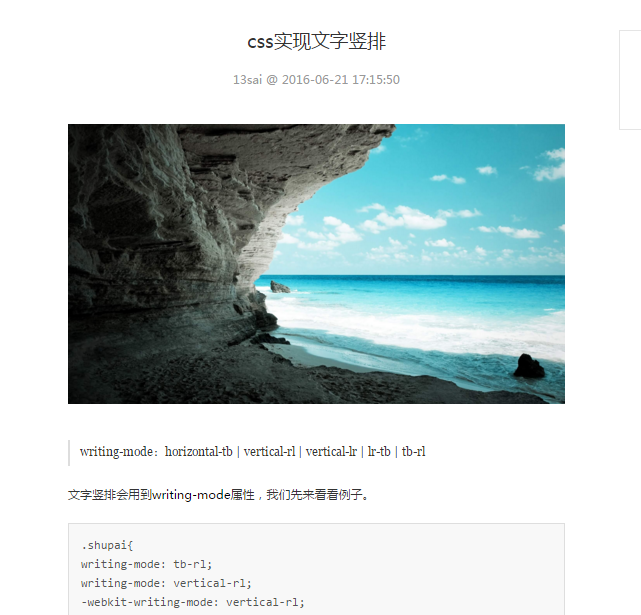 css实现文字竖排
13sai @ 2016-06-21 17:15:50
writing-mode：horizontal-tb | vertical-rl | vertical-lr | lr-tb | tb-rl
文字竖排会用到writing-mode属性，我们先来看看例子。
.shupai{
writing-mode: tb-rl;
writing-mode: vertical-rl;
-webkit-writing-mode: vertical-rl;